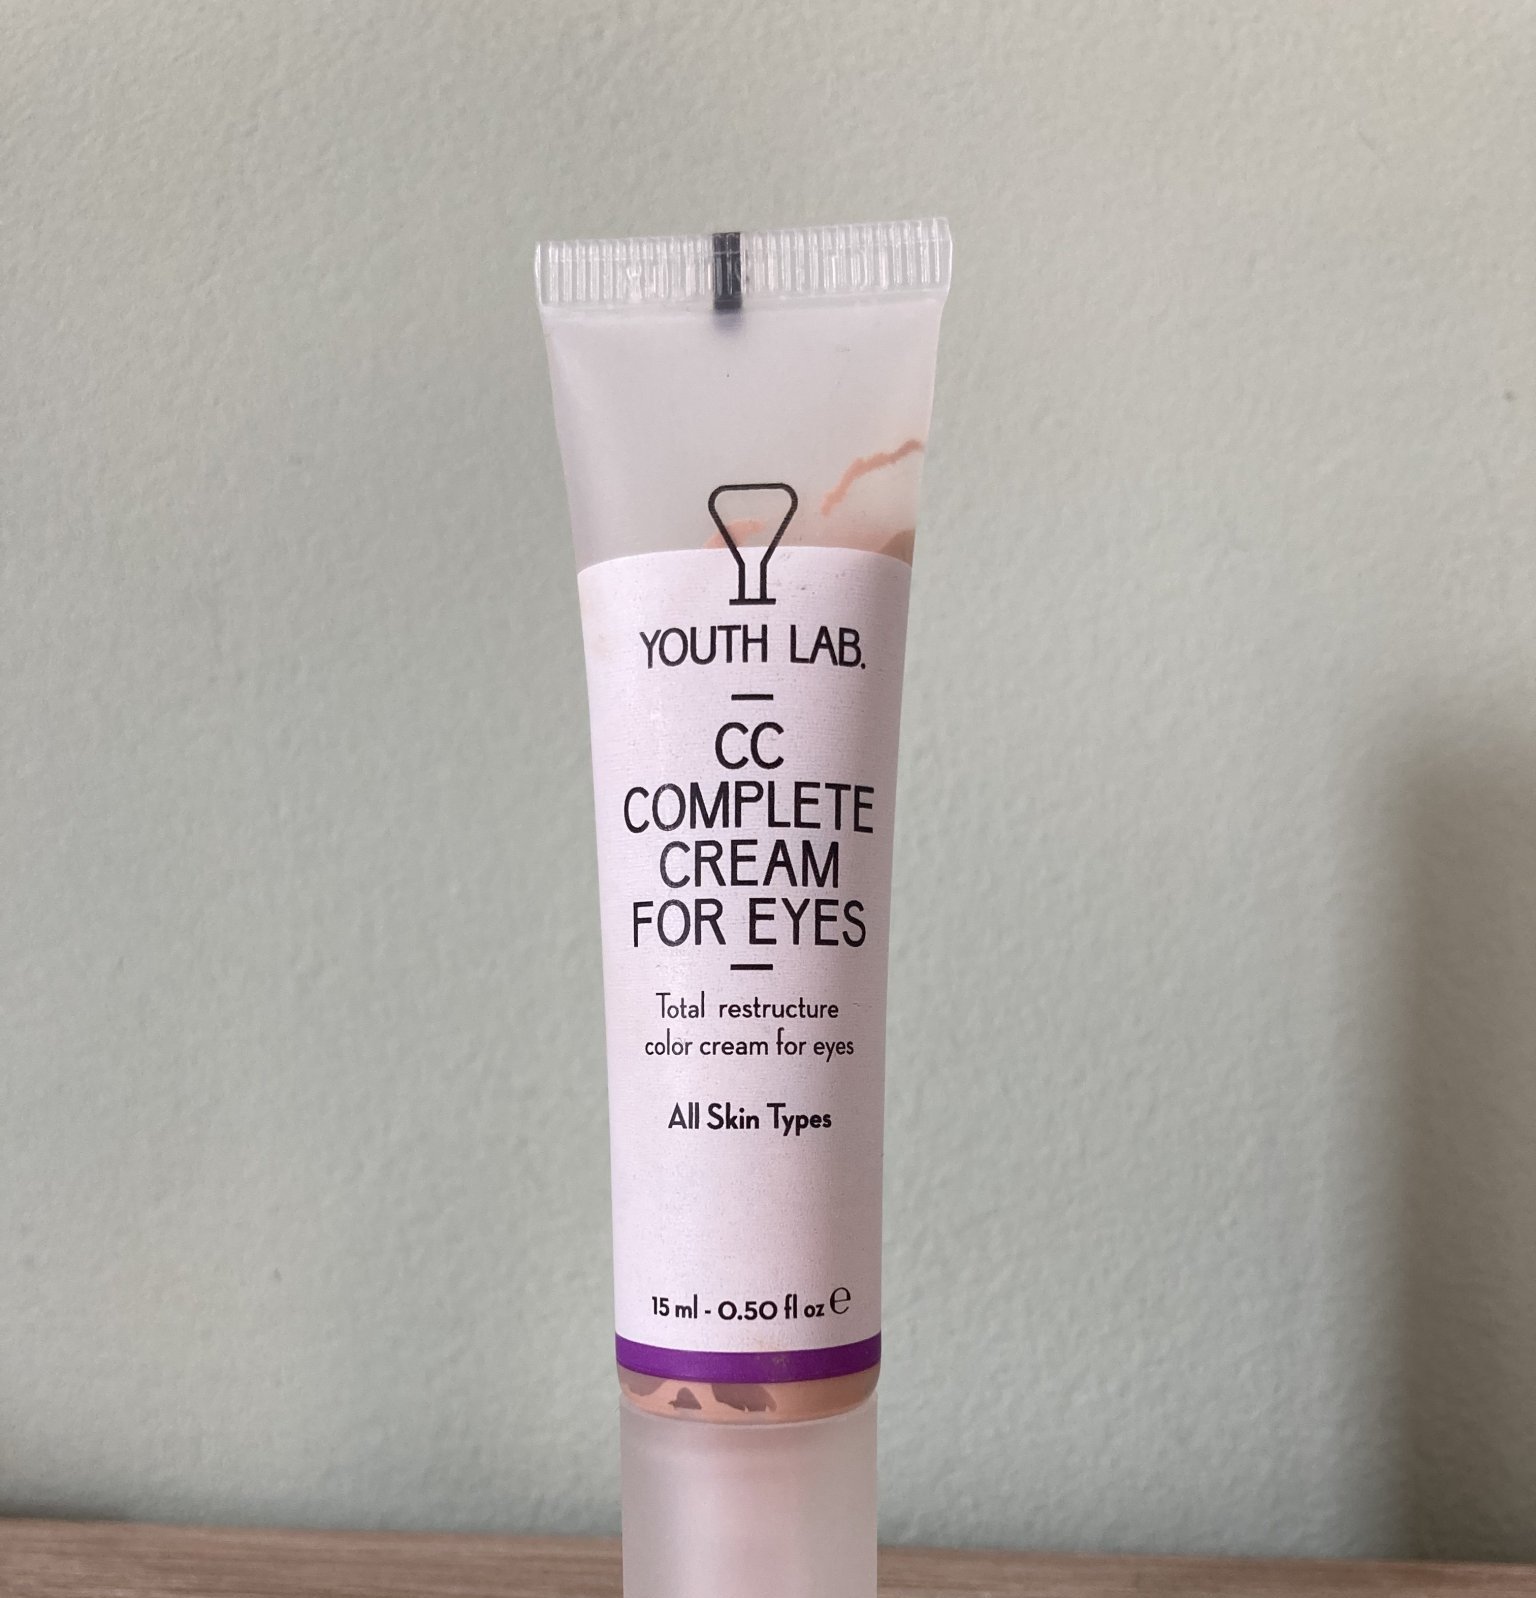 YOUTH LAB.
CC
COMPLETE
CREAM
FOR EYES
Total restructure
color cream for eyes
All Skin Types
15 ml - 0.50 fl oz ℮